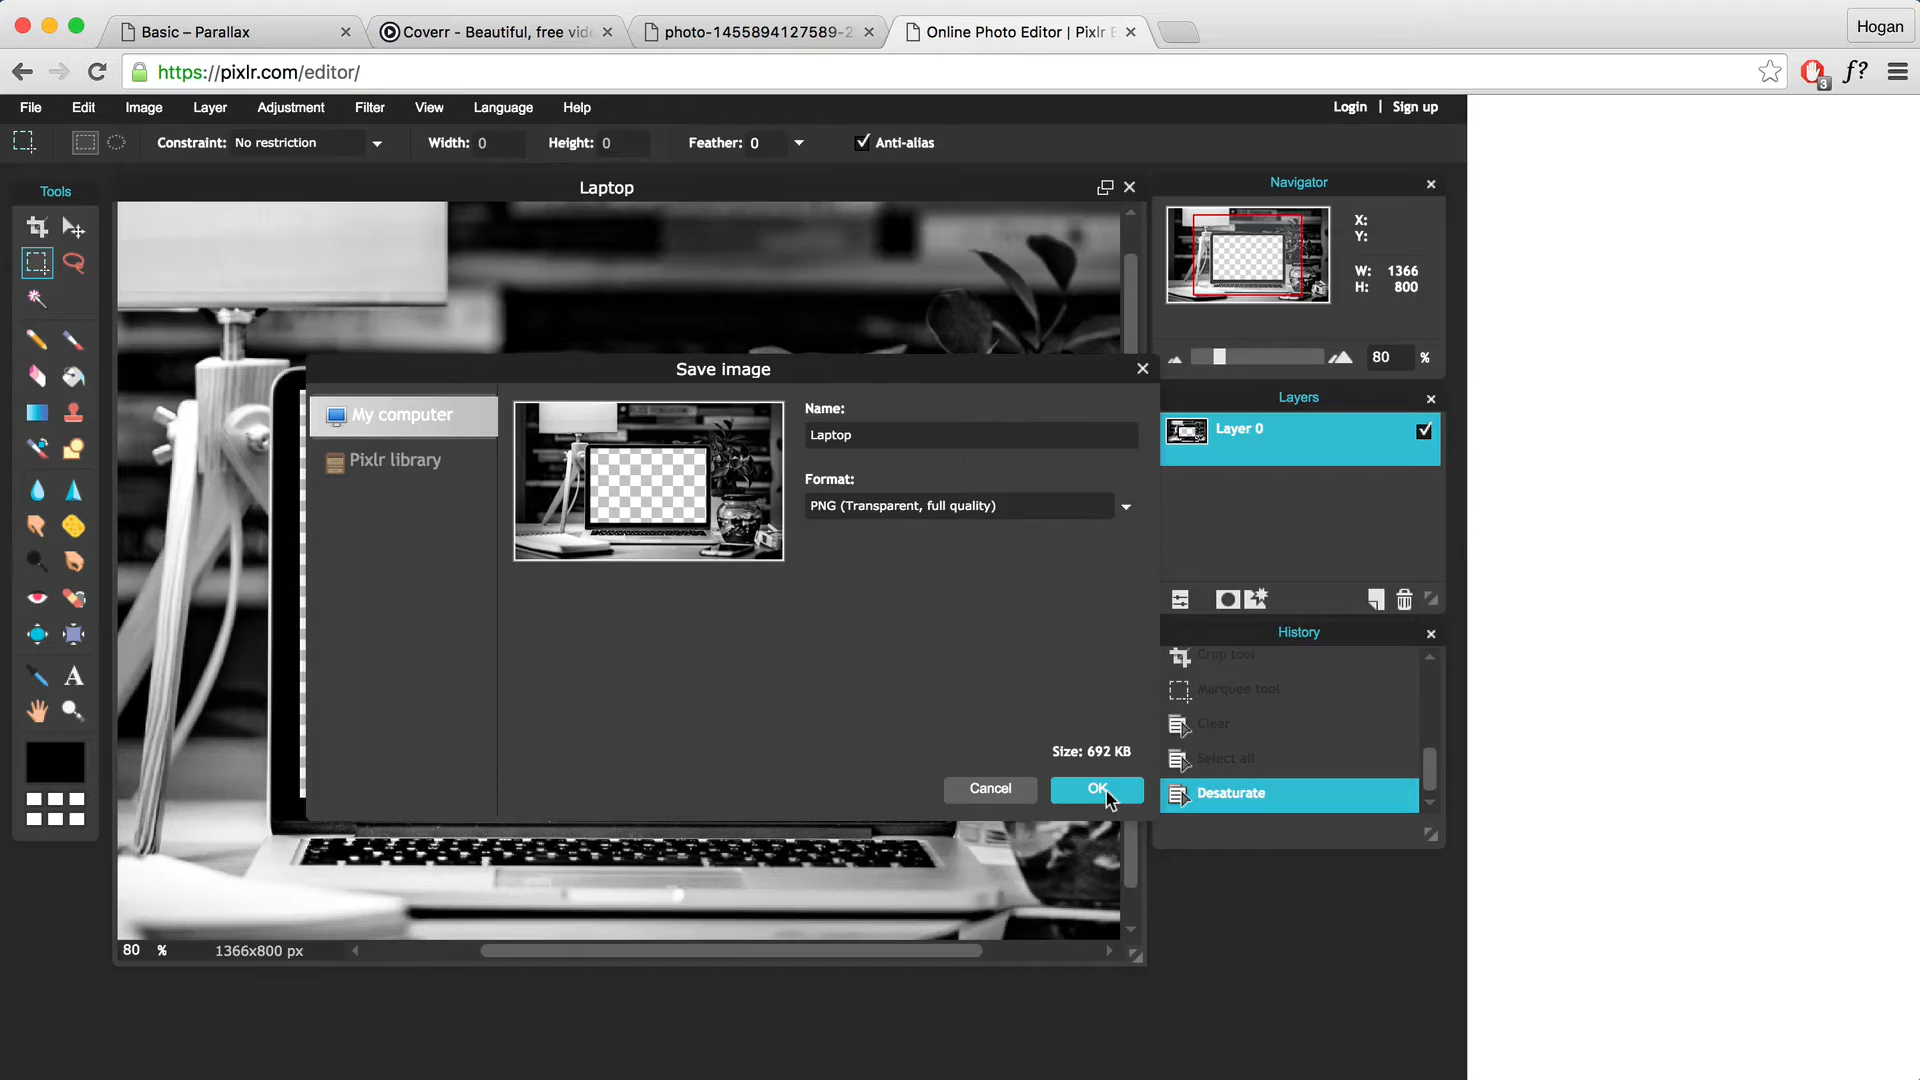 Basic – Parallax
Coverr - Beautiful, free vide
photo-1455894127589-2
Online Photo Editor | Pixlr E
Hogan
https://pixlr.com/editor/
3
f?
File Edit Image Layer Adjustment Filter View Language Help
Login | Sign up
Constraint: No restriction
Width: 0
Height: 0
Feather: 0
Anti-alias
Tools
Laptop
Navigator
X:
Y:
W: 1366
H: 800
80 %
Save image
My computer
Pixlr library
Name:
Laptop
Format:
PNG (Transparent, full quality)
Size: 692 KB
Cancel
OK
Layers
Layer 0
History
Crop tool
Marquee tool
Clear
Select all
Desaturate
A
80 %
1366x800 px